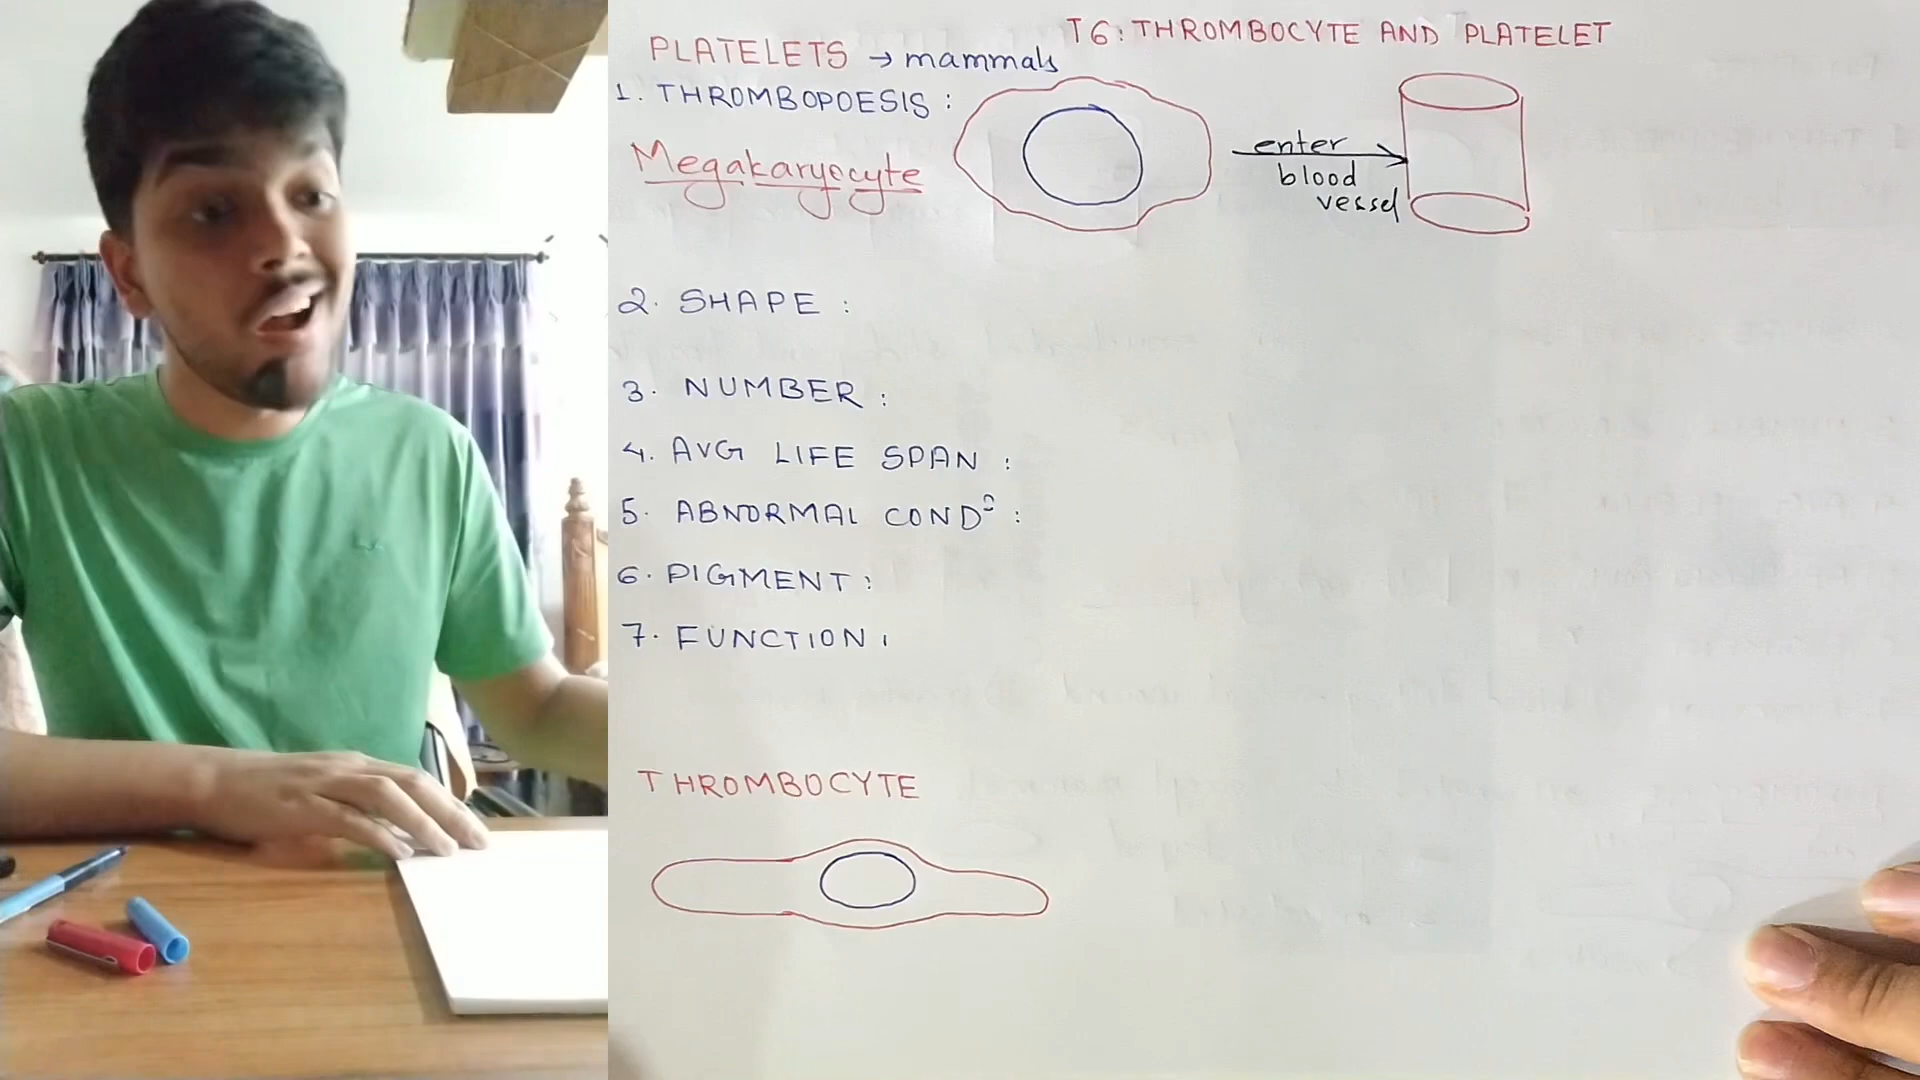 T6: THROMBOCYTE AND PLATELET
PLATELETS → mammals
1. THROMBOPOESIS :
Megakaryocyte
enter
blood
vessel
2. SHAPE :
3. NUMBER :
4. AVG LIFE SPAN :
5. ABNORMAL CONDⁿ :
6. PIGMENT :
7. FUNCTION :
THROMBOCYTE